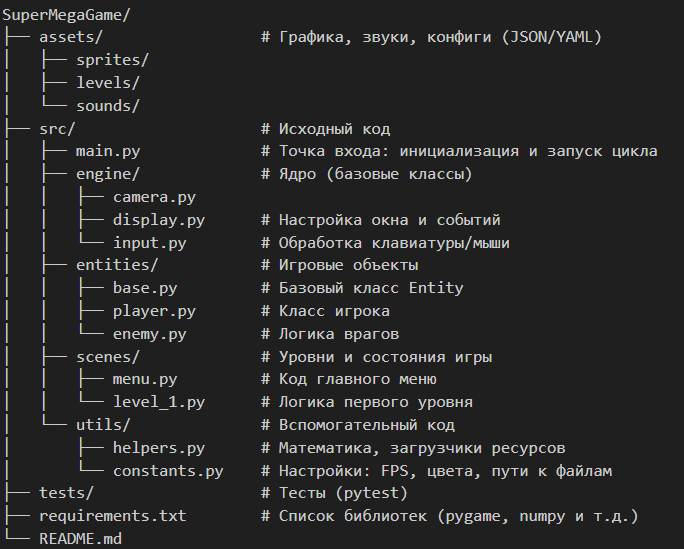 SuperMegaGame/
├── assets/                 # Графика, звуки, конфиги (JSON/YAML)
│   ├── sprites/
│   ├── levels/
│   └── sounds/
├── src/                    # Исходный код
│   ├── main.py             # Точка входа: инициализация и запуск цикла
│   ├── engine/             # Ядро (базовые классы)
│   │   ├── camera.py
│   │   ├── display.py      # Настройка окна и событий
│   │   └── input.py        # Обработка клавиатуры/мыши
│   ├── entities/           # Игровые объекты
│   │   ├── base.py         # Базовый класс Entity
│   │   ├── player.py       # Класс игрока
│   │   └── enemy.py        # Логика врагов
│   ├── scenes/             # Уровни и состояния игры
│   │   ├── menu.py         # Код главного меню
│   │   └── level_1.py      # Логика первого уровня
│   └── utils/              # Вспомогательный код
│       ├── helpers.py      # Математика, загрузчики ресурсов
│       └── constants.py    # Настройки: FPS, цвета, пути к файлам
├── tests/                  # Тесты (pytest)
├── requirements.txt        # Список библиотек (pygame, numpy и т.д.)
└── README.md